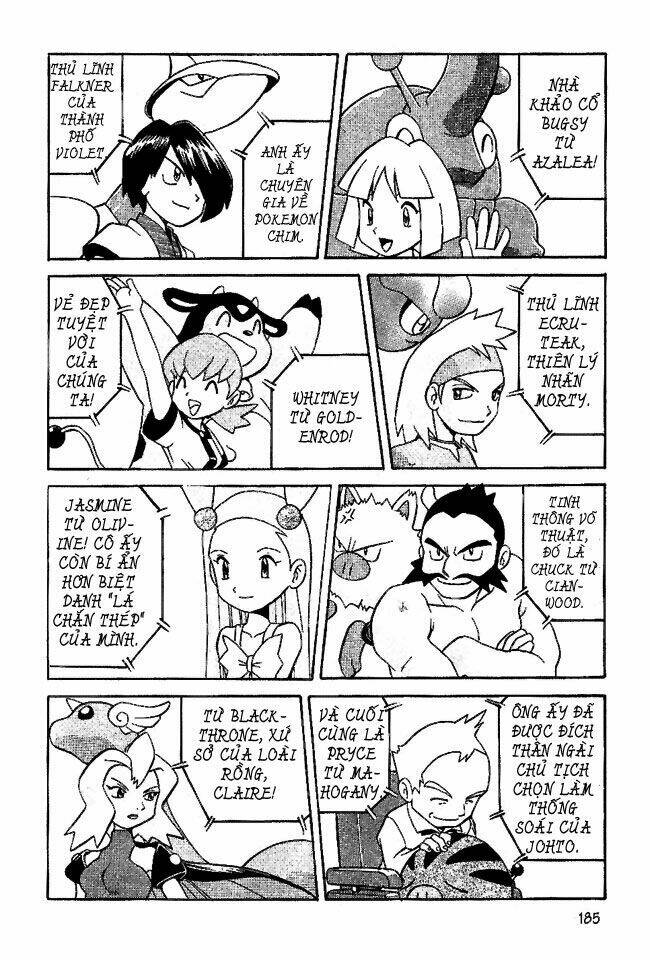 THỦ LĨNH
FALKNER
CỦA
THÀNH
PHỐ
VIOLET
ANH ẤY
LÀ
CHUYÊN
GIA VỀ
POKEMON
CHIM
NHÀ
KHẢO CỔ
BUGSY
TỪ
AZALEA!
VẺ ĐẸP
TUYỆT
VỜI
CỦA
CHÚNG
TA!
WHITNEY
TỪ GOLD-
ENROD!
THỦ LĨNH
ECRU-
TEAK,
THIÊN LÝ
NHÃN
MORTY.
JASMINE
TỪ OLIV-
INE! CÔ ẤY
CÒN BÍ ẨN
HƠN BIỆT
DANH "LÁ
CHẮN THÉP"
CỦA MÌNH.
TINH
THÔNG VÕ
THUẬT,
ĐÓ LÀ
CHUCK TỪ
CIAN-
WOOD.
TỪ BLACK-
THRONE, XỨ
SỞ CỦA LOÀI
RỒNG,
CLAIRE!
VÀ CUỐI
CÙNG LÀ
PRYCE
TỪ MA-
HOGANY
ÔNG ẤY ĐÃ
ĐƯỢC ĐÍCH
THÂN NGÀI
CHỦ TỊCH
CHỌN LÀM
THỐNG
SOÁI CỦA
JOHTO.
185